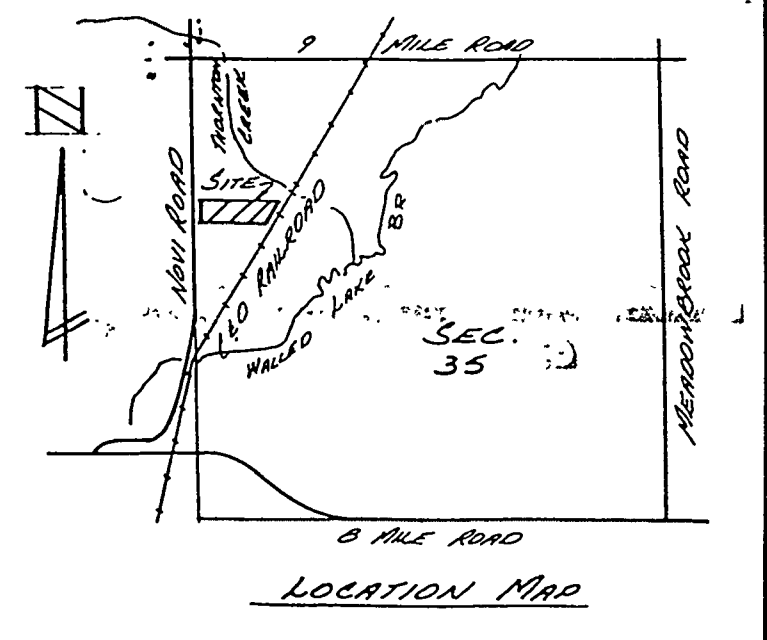 9 MILE ROAD
THORNTON
CREEK
SITE
NOVI ROAD
RAILROAD
BR
LAKE
WALLED
SEC.
35
MEADOWBROOK ROAD
8 MILE ROAD
LOCATION MAP